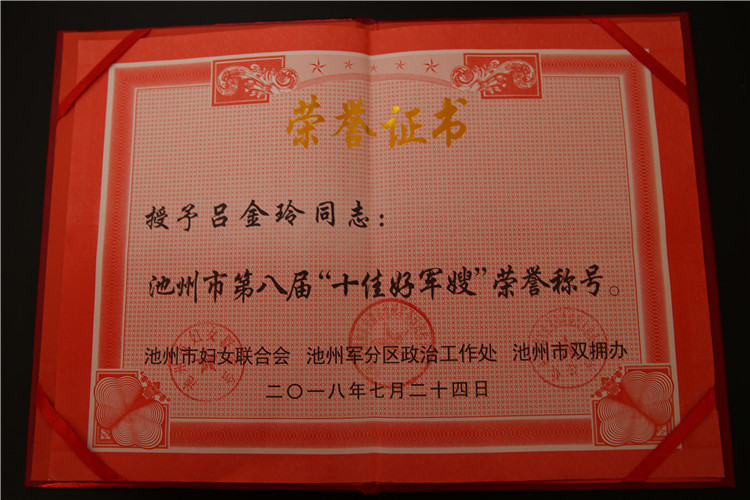 荣誉证书
授予吕金玲同志：
池州市第八届“十佳好军嫂”荣誉称号。
池州市妇女联合会 池州军分区政治工作处 池州市双拥办
二〇一八年七月二十四日